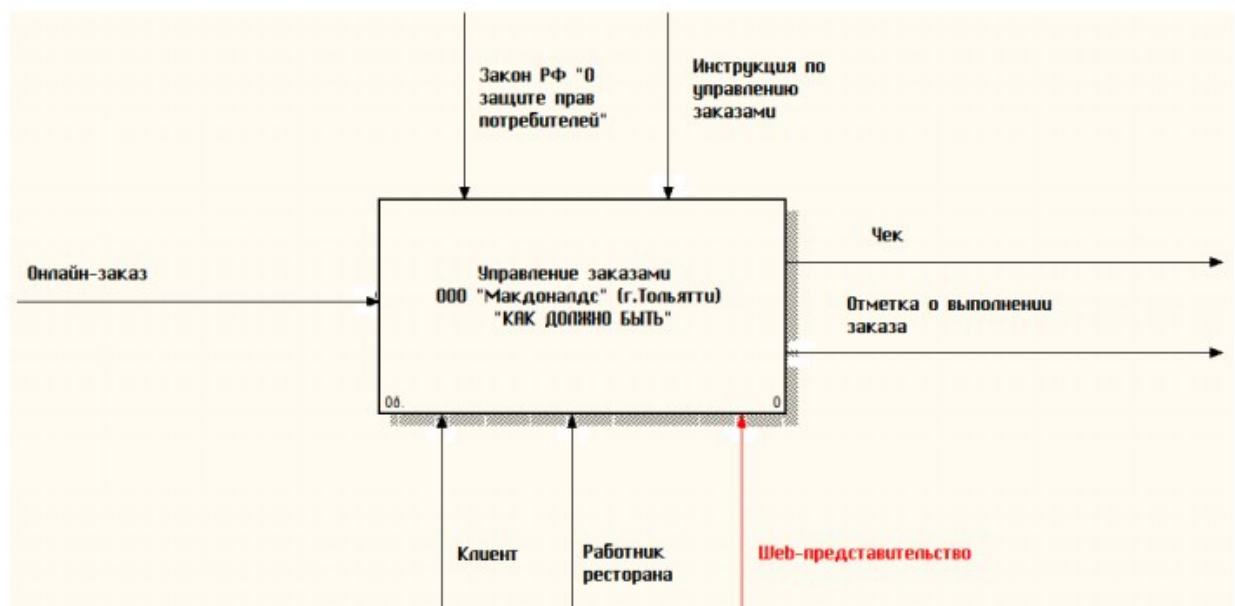 Закон РФ "О
защите прав
потребителей"
Инструкция по
управлению
заказами
Чек
Онлайн-заказ
Управление заказами
ООО "Макдоналдс" (г.Тольятти)
"КАК ДОЛЖНО БЫТЬ"
Отметка о выполнении
заказа
0д.
0
Клиент
Работник
ресторана
Web-представительство